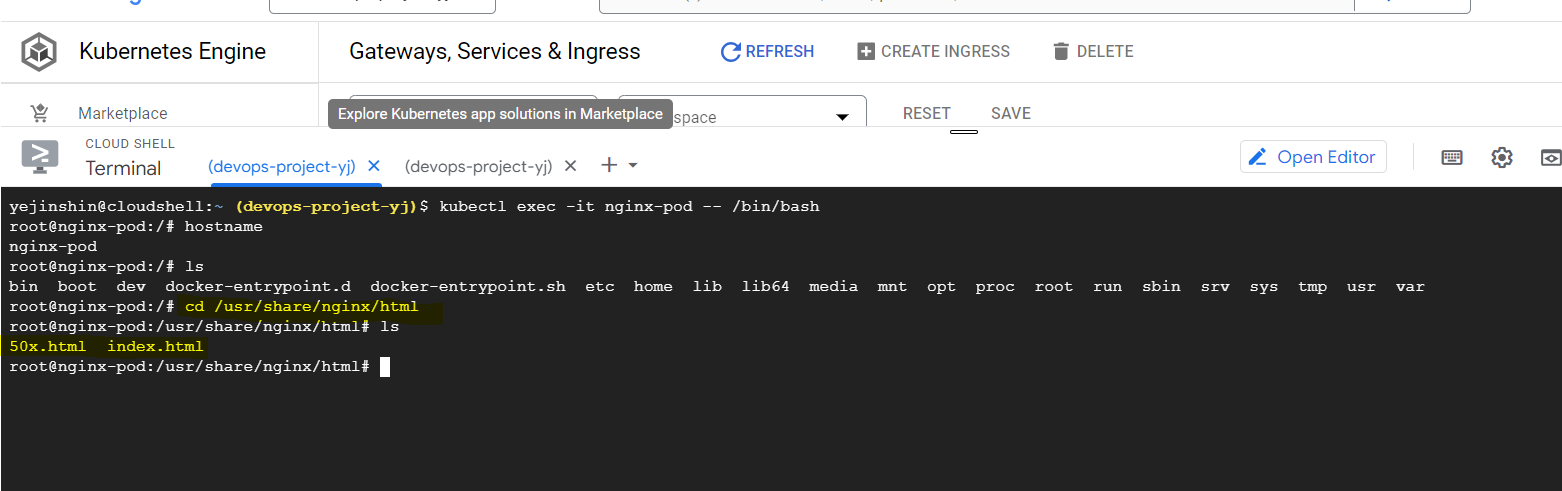 Kubernetes Engine
Gateways, Services & Ingress
REFRESH
CREATE INGRESS
DELETE
Marketplace
Explore Kubernetes app solutions in Marketplace
space
RESET
SAVE
CLOUD SHELL
Terminal
(devops-project-yj)
(devops-project-yj)
Open Editor
yejinshin@cloudshell:~ (devops-project-yj)$ kubectl exec -it nginx-pod -- /bin/bash
root@nginx-pod:/# hostname
nginx-pod
root@nginx-pod:/# ls
bin boot dev docker-entrypoint.d docker-entrypoint.sh etc home lib lib64 media mnt opt proc root run sbin srv sys tmp usr var
root@nginx-pod:/# cd /usr/share/nginx/html
root@nginx-pod:/usr/share/nginx/html# ls
50x.html index.html
root@nginx-pod:/usr/share/nginx/html#